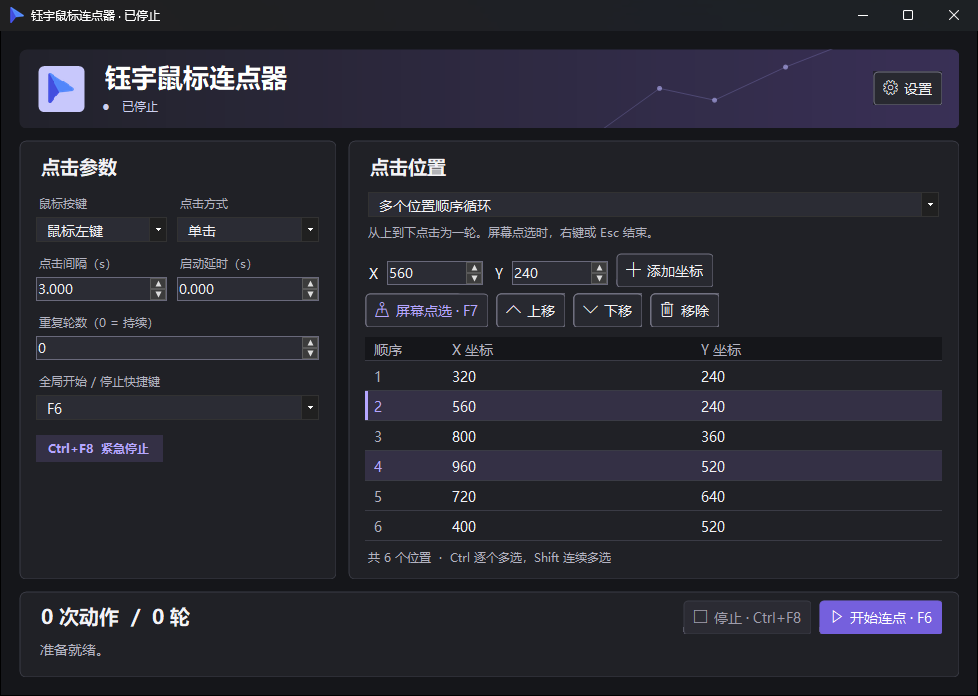 钰宇鼠标连点器 · 已停止
钰宇鼠标连点器
● 已停止
设置
点击参数
鼠标按键 点击方式
鼠标左键 单击
点击间隔（s） 启动延时（s）
3.000 0.000
重复轮数（0 = 持续）
0
全局开始 / 停止快捷键
F6
Ctrl+F8 紧急停止
点击位置
多个位置顺序循环
从上到下点击为一轮。屏幕点选时，右键或 Esc 结束。
X 560 Y 240 添加坐标
屏幕点选 · F7 上移 下移 移除
顺序 X 坐标 Y 坐标
1 320 240
2 560 240
3 800 360
4 960 520
5 720 640
6 400 520
共 6 个位置 · Ctrl 逐个多选，Shift 连续多选
0 次动作 / 0 轮
准备就绪。
停止 · Ctrl+F8 开始连点 · F6